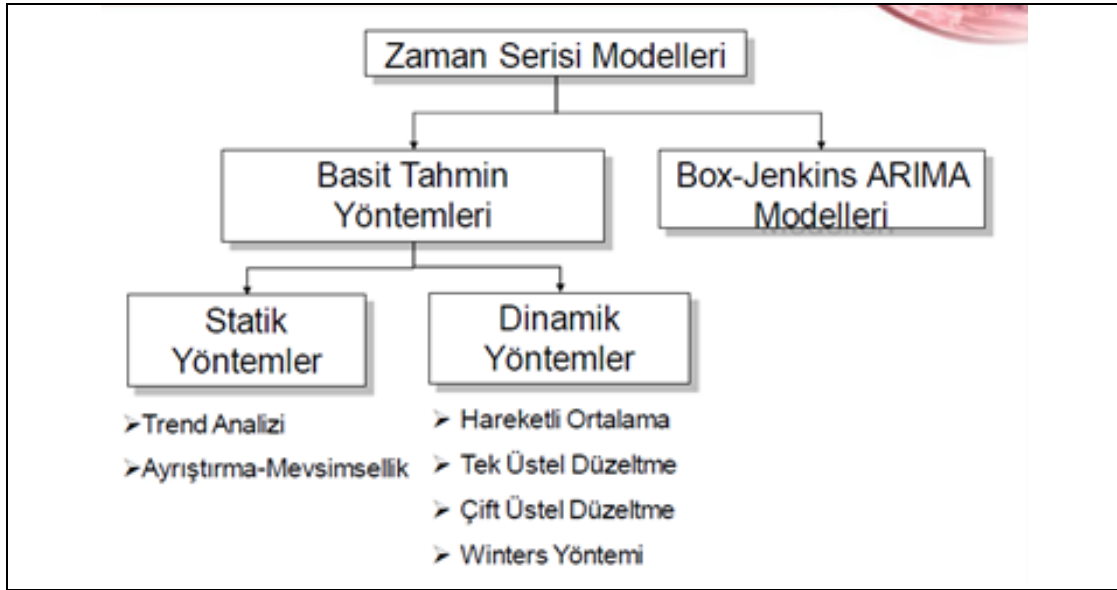 Zaman Serisi Modelleri
Basit Tahmin
Yöntemleri
Box-Jenkins ARIMA
Modelleri
Statik
Yöntemler
➢Trend Analizi
➢Ayrıştırma-Mevsimsellik
Dinamik
Yöntemler
➢ Hareketli Ortalama
➢ Tek Üstel Düzeltme
➢ Çift Üstel Düzeltme
➢ Winters Yöntemi